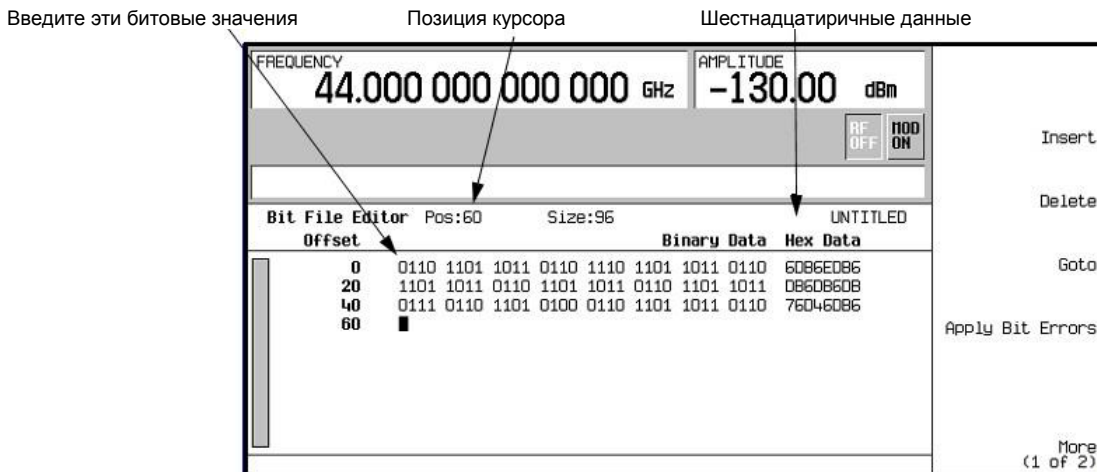 Введите эти битовые значения Позиция курсора Шестнадцатиричные данные
FREQUENCY AMPLITUDE
44.000 000 000 000 GHz -130.00 dBm
RF OFF MOD ON
Insert
Delete
Bit File Editor Pos:60 Size:96 UNTITLED
Offset Binary Data Hex Data
0 0110 1101 1011 0110 1110 1101 1011 0110 6DB6EDB6
20 1101 1011 0110 1101 1011 0110 1101 1011 DB6DB6DB
40 0111 0110 1101 0100 0110 1101 1011 0110 76D46DB6
60
Goto
Apply Bit Errors
More
(1 of 2)